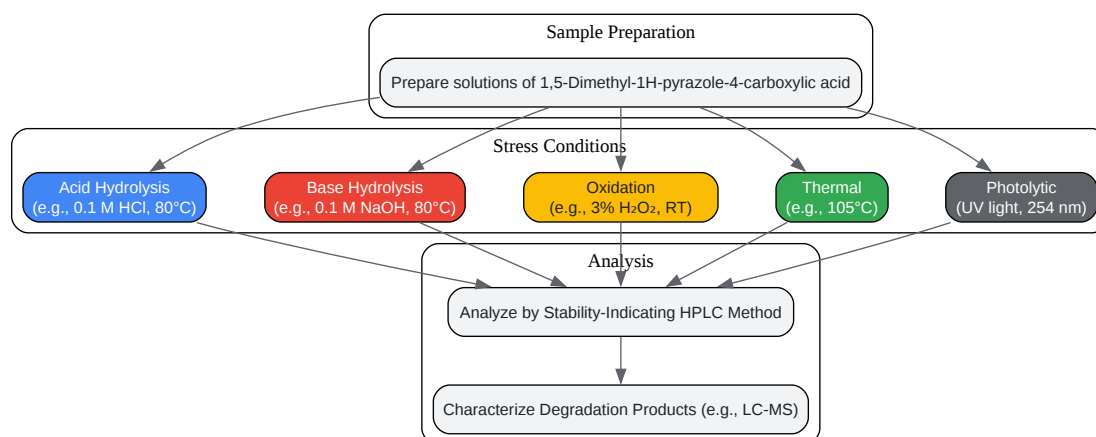 Sample Preparation
Prepare solutions of 1,5-Dimethyl-1H-pyrazole-4-carboxylic acid
Stress Conditions
Acid Hydrolysis
(e.g., 0.1 M HCl, 80°C)
Base Hydrolysis
(e.g., 0.1 M NaOH, 80°C)
Oxidation
(e.g., 3% H₂O₂, RT)
Thermal
(e.g., 105°C)
Photolytic
(UV light, 254 nm)
Analysis
Analyze by Stability-Indicating HPLC Method
Characterize Degradation Products (e.g., LC-MS)